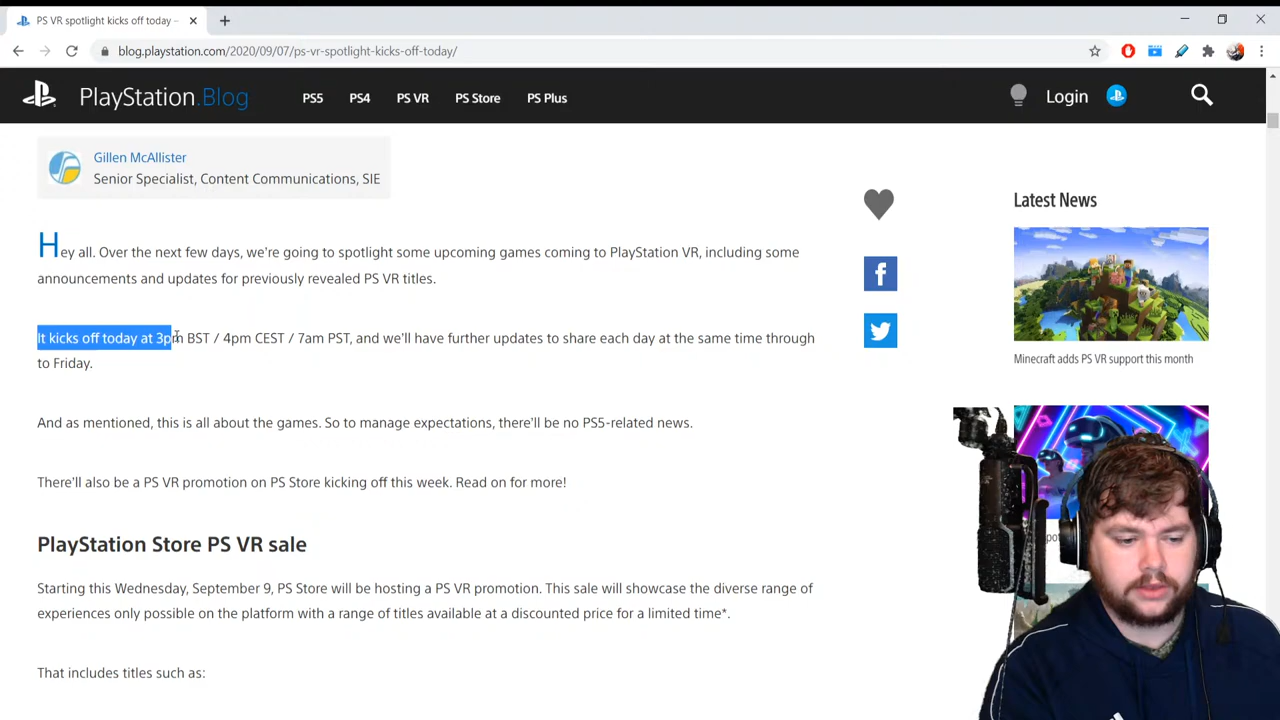 PS VR spotlight kicks off today –
blog.playstation.com/2020/09/07/ps-vr-spotlight-kicks-off-today/
PlayStation.Blog
PS5
PS4
PS VR
PS Store
PS Plus
Login
Gillen McAllister
Senior Specialist, Content Communications, SIE
Hey all. Over the next few days, we're going to spotlight some upcoming games coming to PlayStation VR, including some
announcements and updates for previously revealed PS VR titles.
It kicks off today at 3pm BST / 4pm CEST / 7am PST, and we'll have further updates to share each day at the same time through
to Friday.
And as mentioned, this is all about the games. So to manage expectations, there'll be no PS5-related news.
There'll also be a PS VR promotion on PS Store kicking off this week. Read on for more!
PlayStation Store PS VR sale
Starting this Wednesday, September 9, PS Store will be hosting a PS VR promotion. This sale will showcase the diverse range of
experiences only possible on the platform with a range of titles available at a discounted price for a limited time*.
That includes titles such as:
Latest News
Minecraft adds PS VR support this month